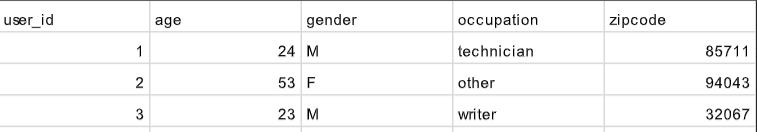 user_id age gender occupation zipcode
1 24 M technician 85711
2 53 F other 94043
3 23 M writer 32067